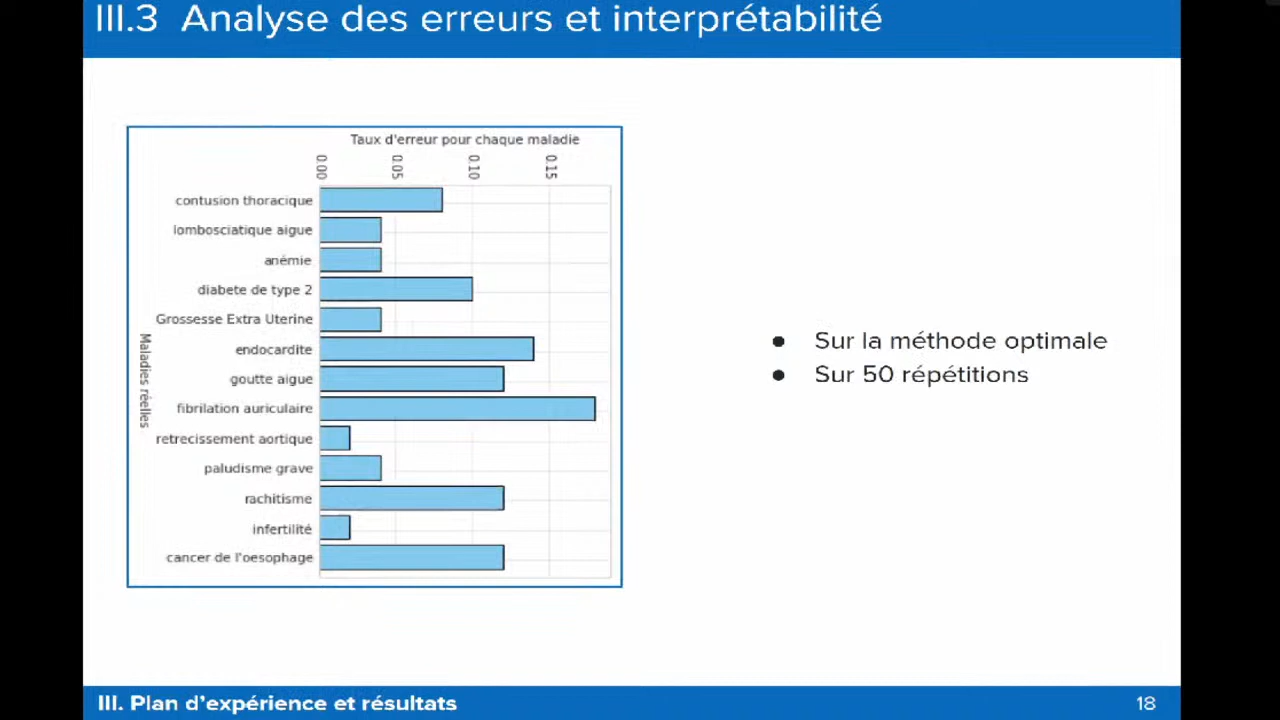 III.3 Analyse des erreurs et interprétabilité
Taux d'erreur pour chaque maladie
0.00 0.05 0.10 0.15
Maladies réelles
contusion thoracique
lombosciatique aigue
anémie
diabete de type 2
Grossesse Extra Uterine
endocardite
goutte aigue
fibrilation auriculaire
retrecissement aortique
paludisme grave
rachitisme
infertilité
cancer de l'oesophage
● Sur la méthode optimale
● Sur 50 répétitions
III. Plan d'expérience et résultats
18